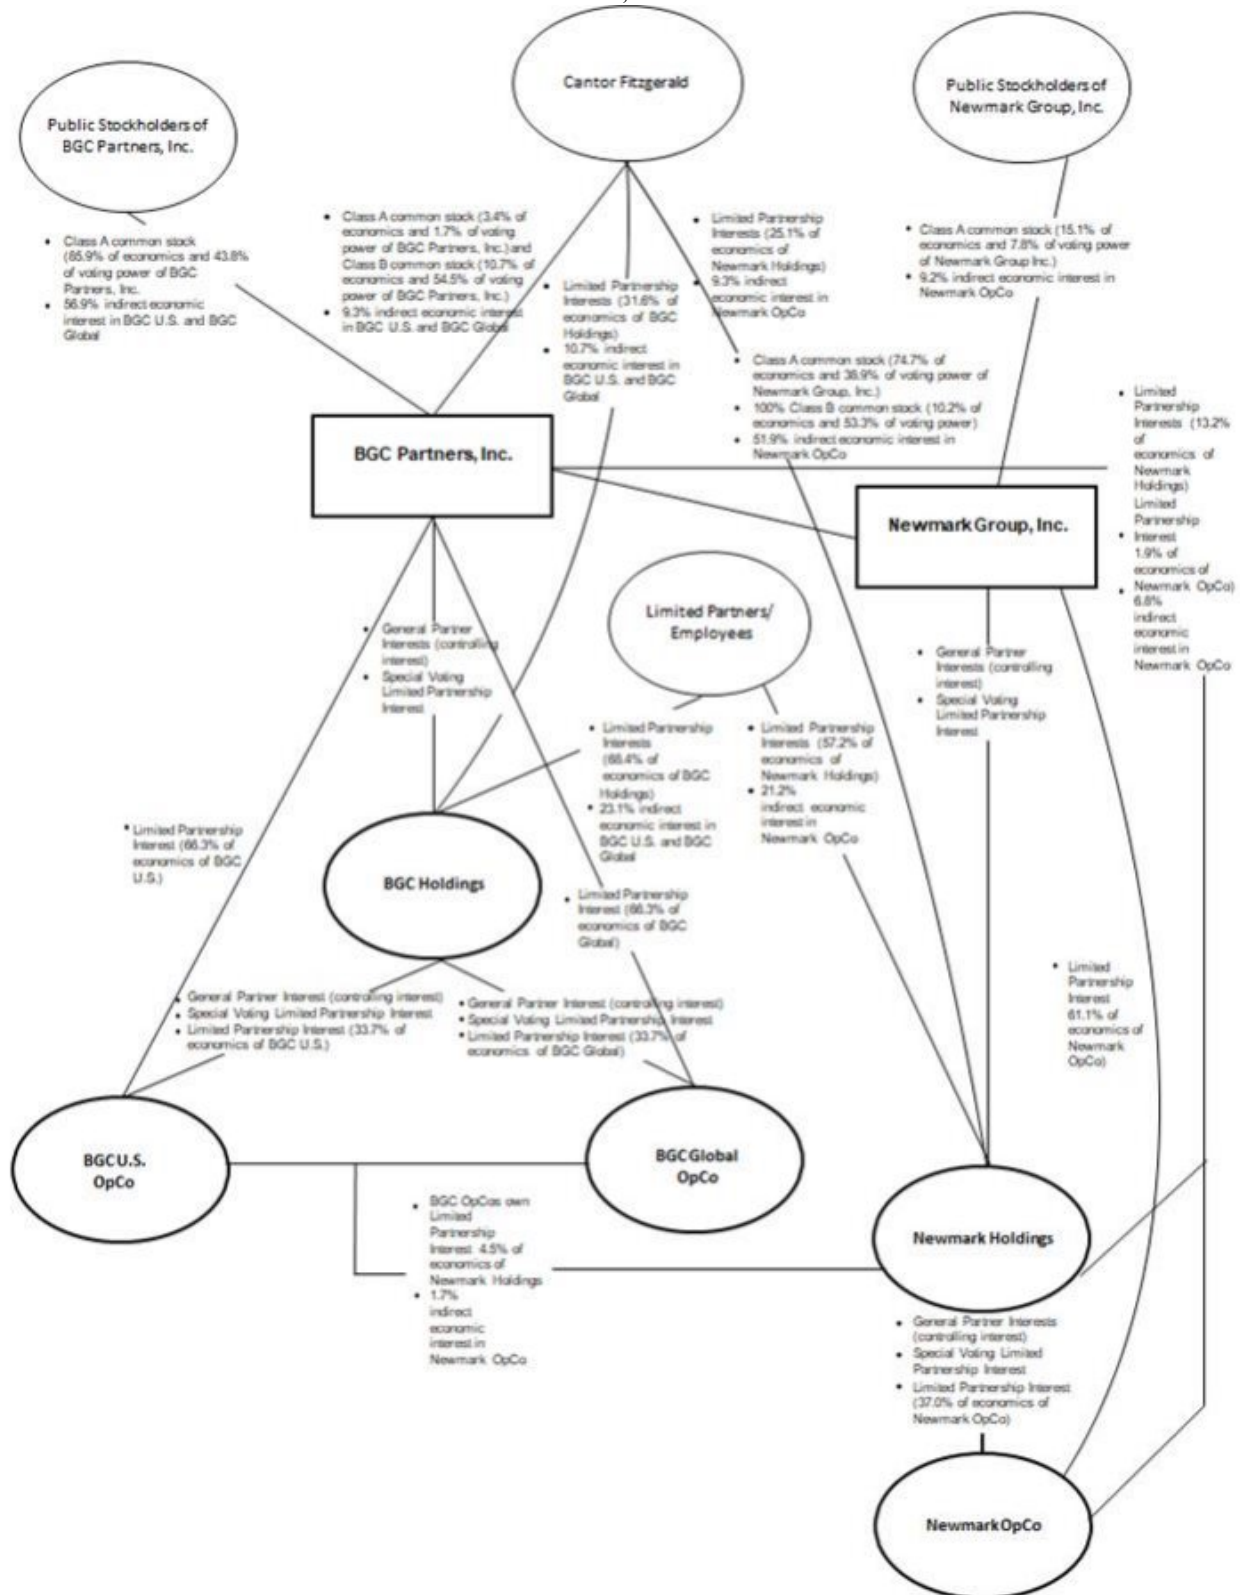 Cantor Fitzgerald
Public Stockholders of
Newmark Group, Inc.
Public Stockholders of
BGC Partners, Inc.
• Class A common stock
(85.9% of economics and 43.8%
of voting power of BGC
Partners, Inc.
• 56.9% indirect economic
interest in BGC U.S. and BGC
Global
• Class A common stock (3.4% of
economics and 1.7% of voting
power of BGC Partners, Inc.) and
Class B common stock (10.7% of
economics and 54.5% of voting
power of BGC Partners, Inc.)
• 9.3% indirect economic interest
in BGC U.S. and BGC Global
• Limited Partnership
Interests (31.6% of
economics of BGC
Holdings)
• 10.7% indirect
economic interest in
BGC U.S. and BGC
Global
• Limited Partnership
Interests (25.1% of
economics of
Newmark Holdings)
• 9.3% indirect
economic interest in
Newmark OpCo
• Class A common stock (15.1% of
economics and 7.8% of voting power
of Newmark Group Inc.)
• 9.2% indirect economic interest in
Newmark OpCo
• Class A common stock (74.7% of
economics and 38.9% of voting power of
Newmark Group, Inc.)
• 100% Class B common stock (10.2% of
economics and 53.3% of voting power)
• 51.9% indirect economic interest in
Newmark OpCo
• Limited
Partnership
Interests (13.2%
of
economics of
Newmark
Holdings)
Limited
Partnership
• Interest
1.9% of
economics of
• Newmark OpCo)
6.8%
indirect
economic
interest in
Newmark OpCo
BGC Partners, Inc.
Newmark Group, Inc.
Limited Partners/
Employees
• General Partner
Interests (controlling
interest)
• Special Voting
Limited Partnership
Interest
• General Partner
Interests (controlling
interest)
• Special Voting
Limited Partnership
Interest
• Limited Partnership
Interests
(68.4% of
economics of BGC
Holdings)
• 23.1% indirect
economic interest in
BGC U.S. and BGC
Global
• Limited Partnership
Interests (57.2% of
economics of
Newmark Holdings)
• 21.2%
indirect economic
interest in
Newmark OpCo
• Limited Partnership
Interest (66.3% of
economics of BGC
U.S.)
BGC Holdings
• Limited Partnership
Interest (66.3% of
economics of BGC
Global)
• Limited
Partnership
Interest
61.1% of
economics of
Newmark
OpCo)
• General Partner Interest (controlling interest)
• Special Voting Limited Partnership Interest
• Limited Partnership Interest (33.7% of
economics of BGC U.S.)
• General Partner Interest (controlling interest)
• Special Voting Limited Partnership Interest
• Limited Partnership Interest (33.7% of
economics of BGC Global)
BGC U.S.
OpCo
BGC Global
OpCo
• BGC OpCos own
Limited
Partnership
Interest 4.5% of
economics of
Newmark Holdings
• 1.7%
indirect
economic
interest in
Newmark OpCo
Newmark Holdings
• General Partner Interests
(controlling interest)
• Special Voting Limited
Partnership Interest
• Limited Partnership Interest
(37.0% of economics of
Newmark OpCo)
Newmark OpCo